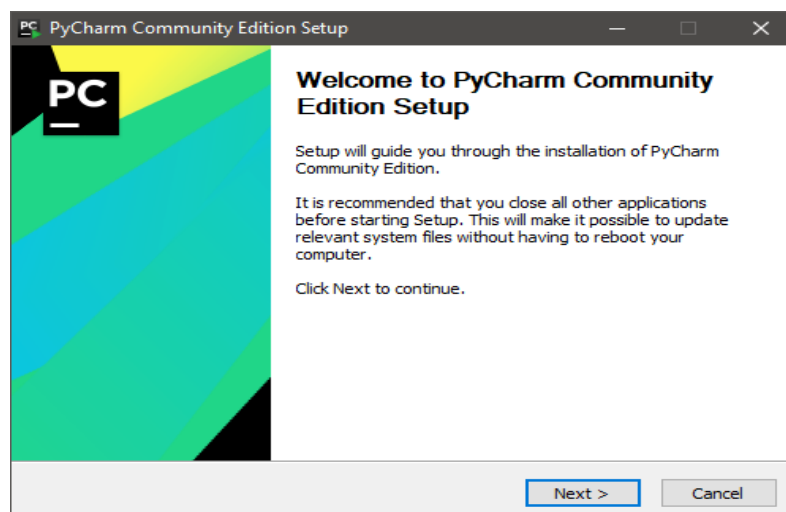 PC PyCharm Community Edition Setup
PC
Welcome to PyCharm Community
Edition Setup
Setup will guide you through the installation of PyCharm
Community Edition.
It is recommended that you close all other applications
before starting Setup. This will make it possible to update
relevant system files without having to reboot your
computer.
Click Next to continue.
Next >
Cancel